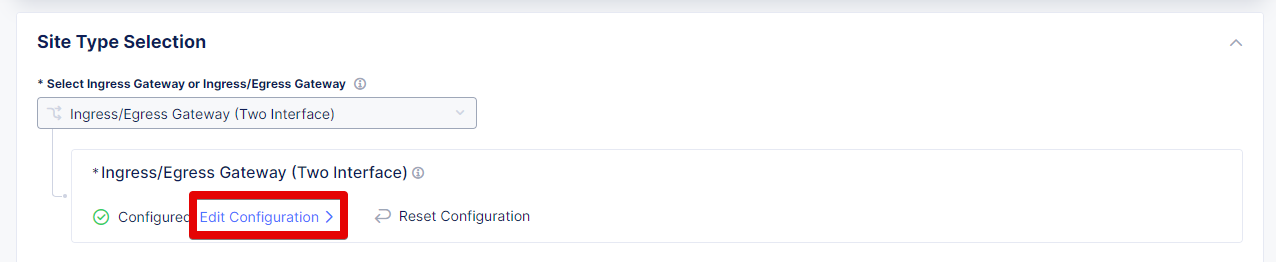 Site Type Selection
* Select Ingress Gateway or Ingress/Egress Gateway
Ingress/Egress Gateway (Two Interface)
*Ingress/Egress Gateway (Two Interface)
Configured Edit Configuration Reset Configuration